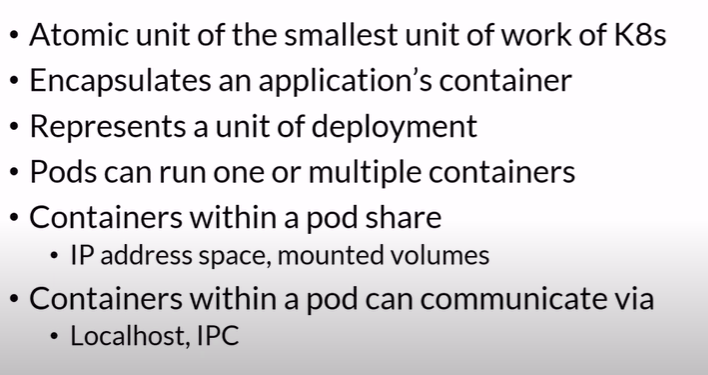 • Atomic unit of the smallest unit of work of K8s
• Encapsulates an application’s container
• Represents a unit of deployment
• Pods can run one or multiple containers
• Containers within a pod share
• IP address space, mounted volumes
• Containers within a pod can communicate via
• Localhost, IPC